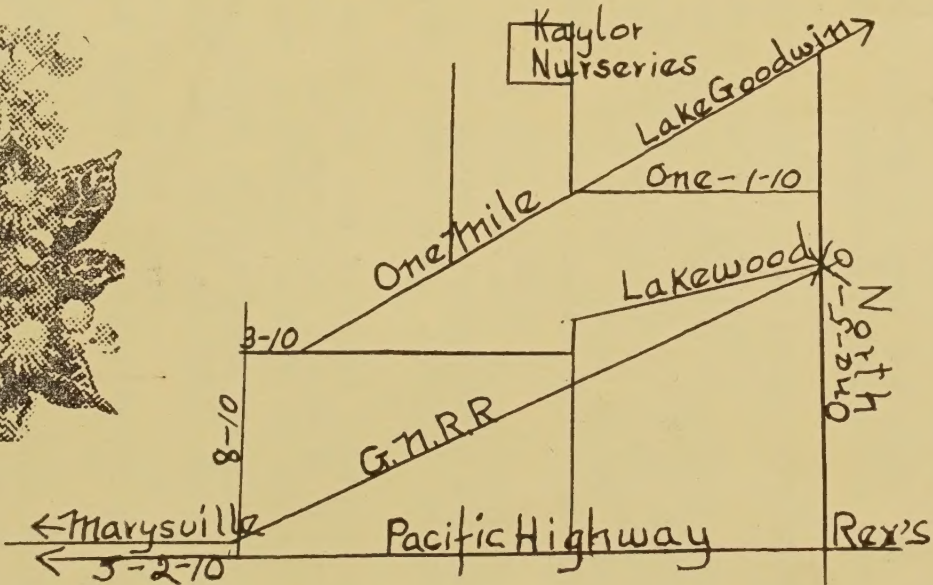 Kaylor
Nurseries
Lake Goodwin
One-1-10
One mile
Lakewood
One-5-10
North
3-10
8-10
G.N.R.R
Marysville
Pacific Highway
Rex's
5-2-10